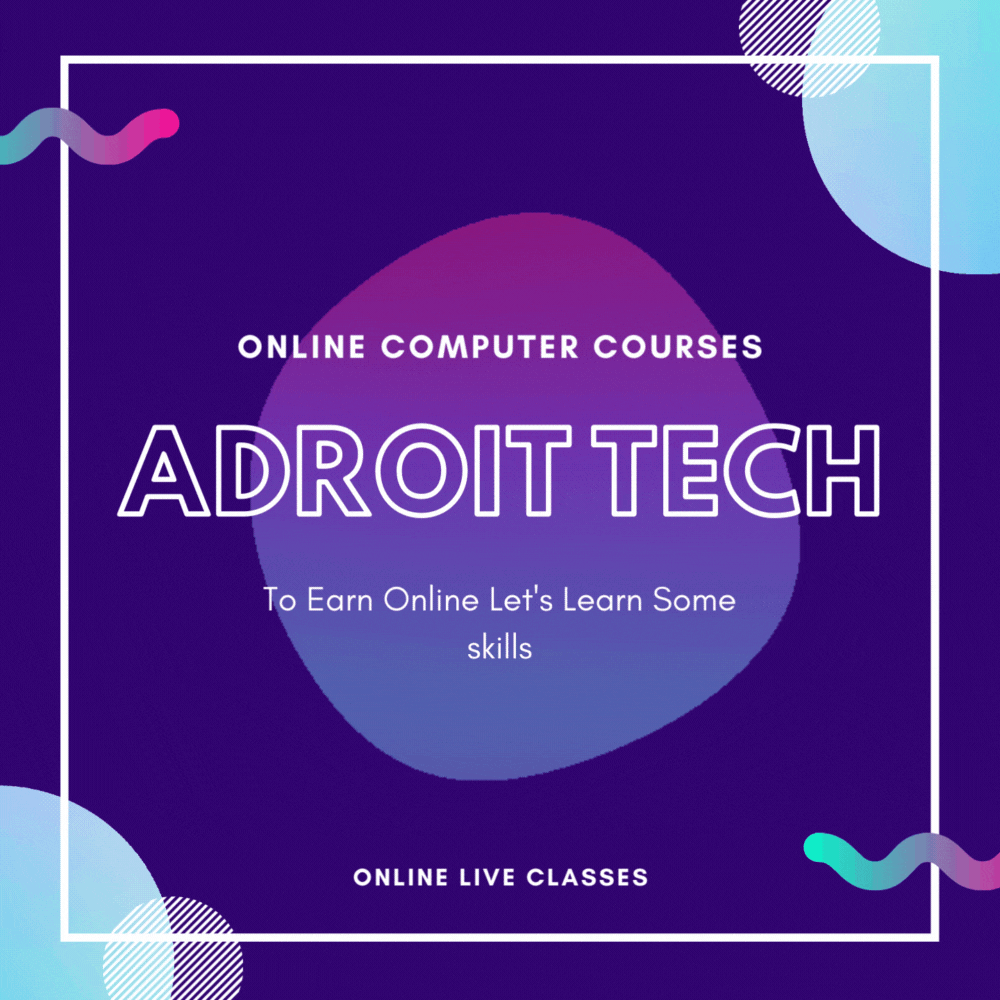 ONLINE COMPUTER COURSES
ADROIT TECH
To Earn Online Let's Learn Some
skills
ONLINE LIVE CLASSES